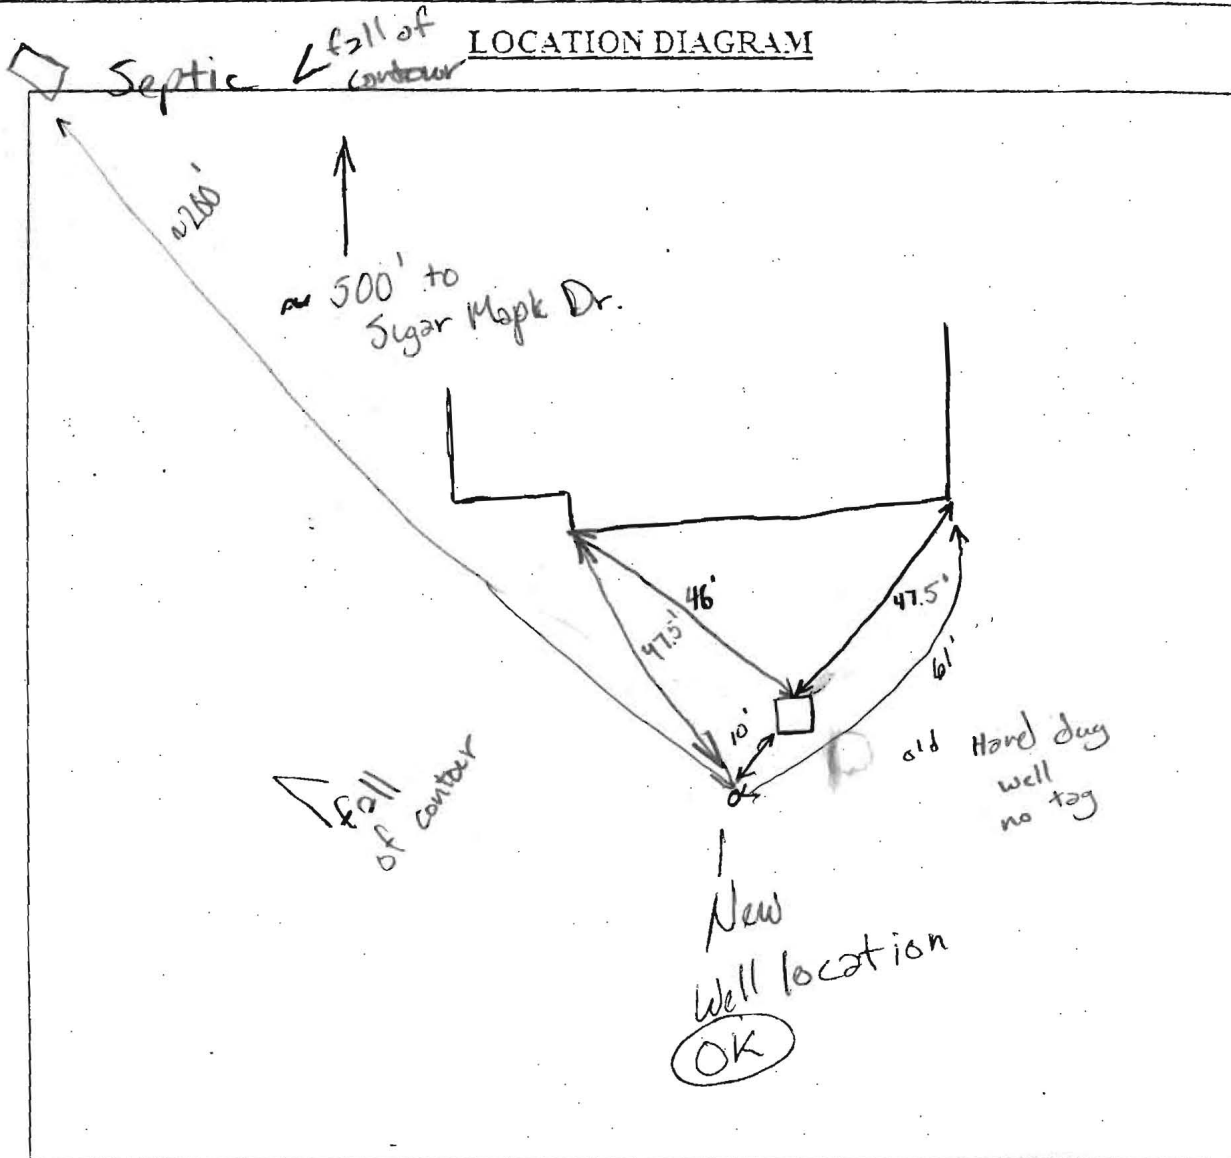 LOCATION DIAGRAM
Septic
fall of
contour
~200'
~ 500' to
Sugar Maple Dr.
46'
47.5'
47.5'
61'
10'
old Hand dug
well
no tag
fall
of contour
New
Well location
OK